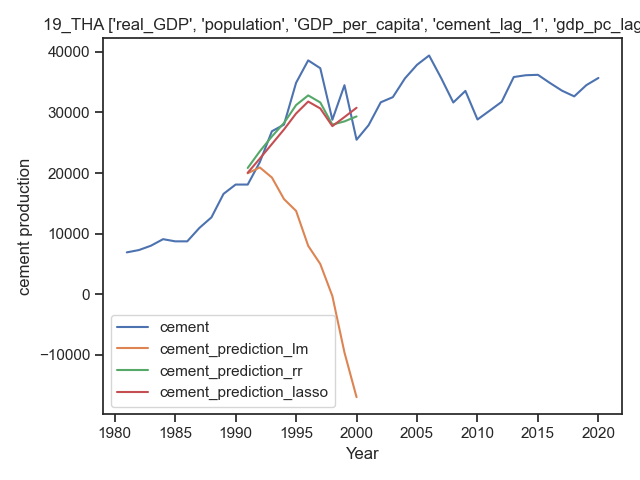 19_THA ['real_GDP', 'population', 'GDP_per_capita', 'cement_lag_1', 'gdp_pc_lag
40000
30000
20000
10000
0
−10000
cement production
cement
cement_prediction_lm
cement_prediction_rr
cement_prediction_lasso
1980 1985 1990 1995 2000 2005 2010 2015 2020
Year